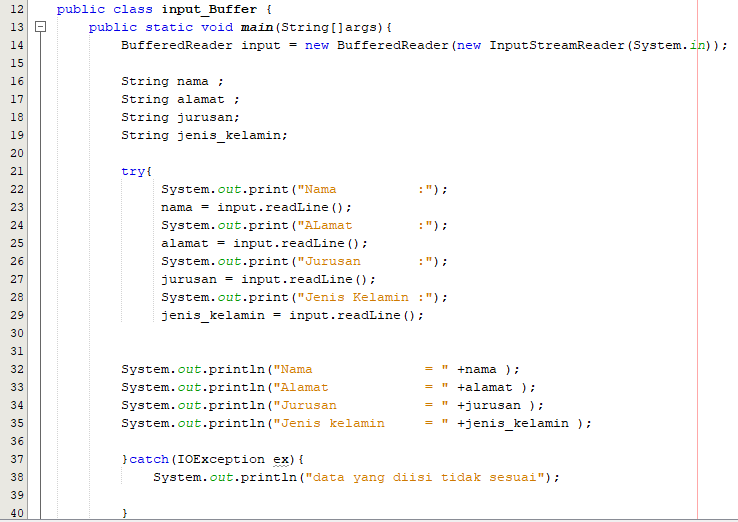 12 public class input_Buffer {
13 public static void main(String[]args){
14 BufferedReader input = new BufferedReader(new InputStreamReader(System.in));
15
16 String nama ;
17 String alamat ;
18 String jurusan;
19 String jenis_kelamin;
20
21 try{
22 System.out.print("Nama          :");
23 nama = input.readLine();
24 System.out.print("ALamat        :");
25 alamat = input.readLine();
26 System.out.print("Jurusan       :");
27 jurusan = input.readLine();
28 System.out.print("Jenis Kelamin :");
29 jenis_kelamin = input.readLine();
30
31
32 System.out.println("Nama              = " +nama );
33 System.out.println("Alamat            = " +alamat );
34 System.out.println("Jurusan           = " +jurusan );
35 System.out.println("Jenis kelamin     = " +jenis_kelamin );
36
37 }catch(IOException ex){
38 System.out.println("data yang diisi tidak sesuai");
39
40 }